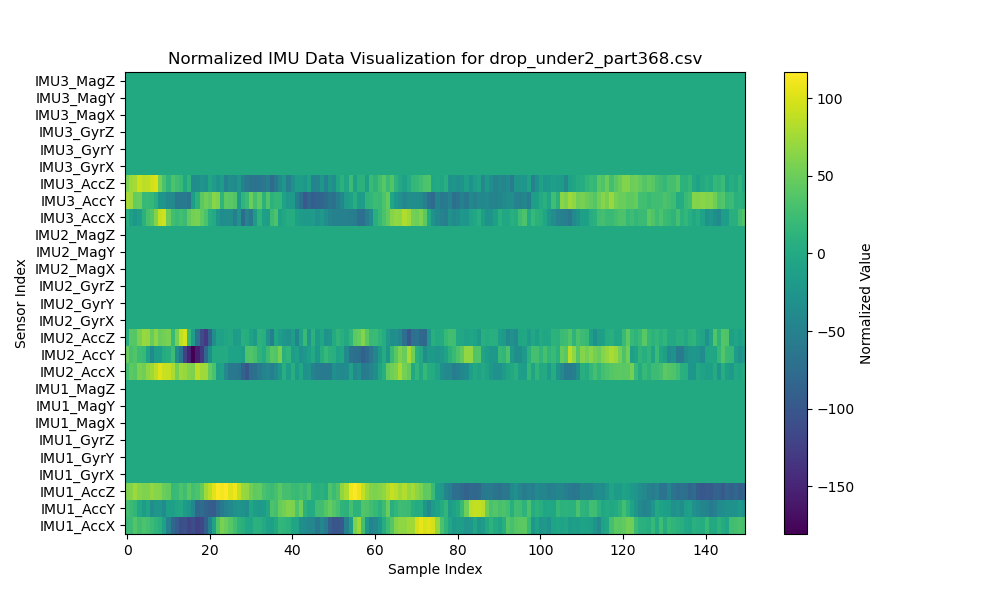 Normalized IMU Data Visualization for drop_under2_part368.csv
IMU3_MagZ
IMU3_MagY
IMU3_MagX
IMU3_GyrZ
IMU3_GyrY
IMU3_GyrX
IMU3_AccZ
IMU3_AccY
IMU3_AccX
IMU2_MagZ
IMU2_MagY
IMU2_MagX
IMU2_GyrZ
IMU2_GyrY
IMU2_GyrX
IMU2_AccZ
IMU2_AccY
IMU2_AccX
IMU1_MagZ
IMU1_MagY
IMU1_MagX
IMU1_GyrZ
IMU1_GyrY
IMU1_GyrX
IMU1_AccZ
IMU1_AccY
IMU1_AccX
Sensor Index
0 20 40 60 80 100 120 140
Sample Index
100
50
0
−50
−100
−150
Normalized Value